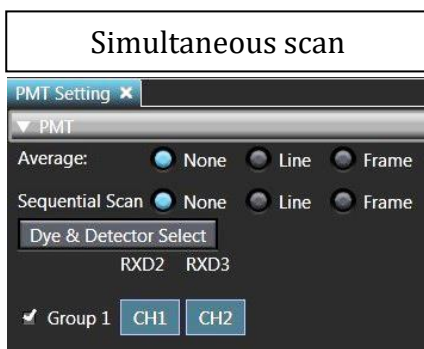 Simultaneous scan
PMT Setting
PMT
Average: None Line Frame
Sequential Scan None Line Frame
Dye & Detector Select
RXD2 RXD3
Group 1 CH1 CH2